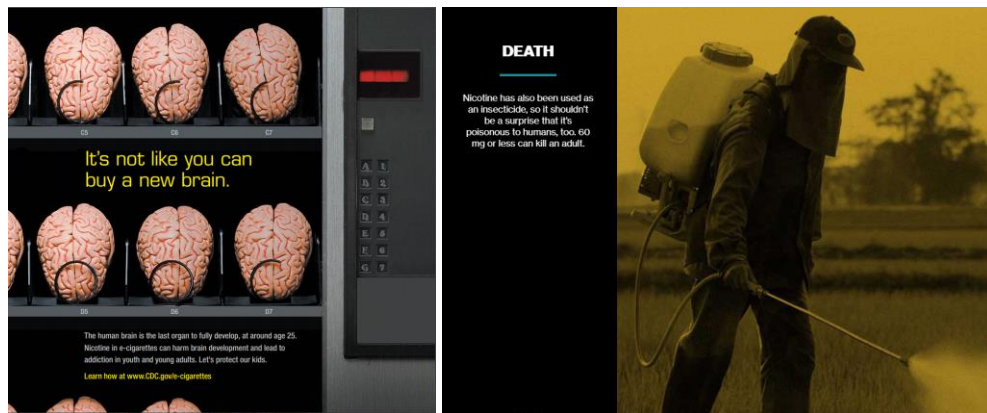 C5
C6
C7
It's not like you can
buy a new brain.
A 1
B 2
C 3
D 4
E 5
F 6
G 7
D5
D6
D7
The human brain is the last organ to fully develop, at around age 25.
Nicotine in e-cigarettes can harm brain development and lead to
addiction in youth and young adults. Let's protect our kids.
Learn how at www.CDC.gov/e-cigarettes
DEATH
Nicotine has also been used as
an insecticide, so it shouldn't
be a surprise that it's
poisonous to humans, too. 60
mg or less can kill an adult.